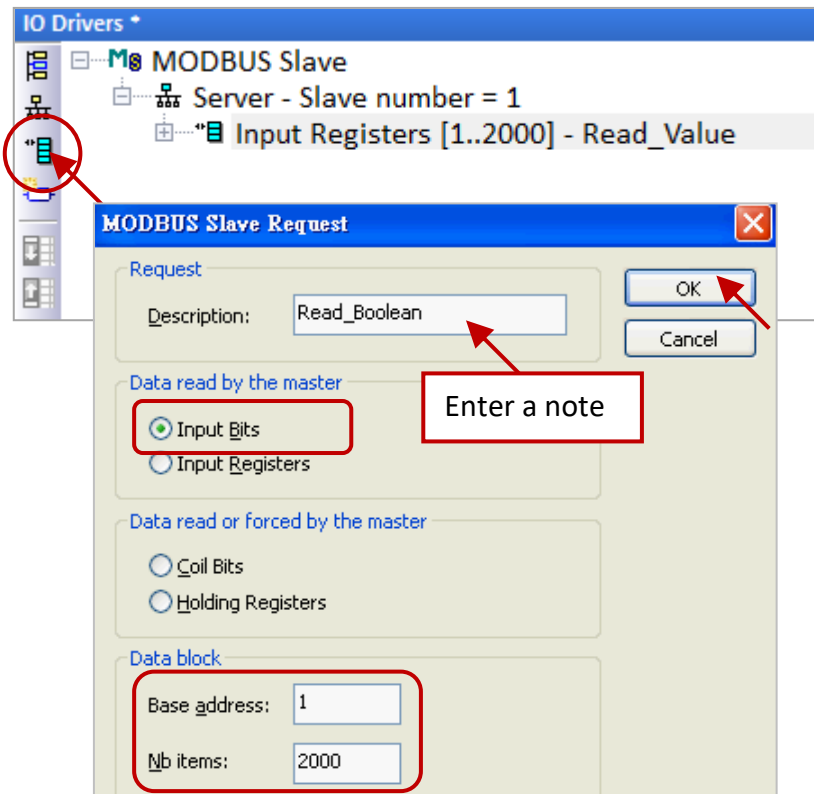 IO Drivers *
MODBUS Slave
Server - Slave number = 1
Input Registers [1..2000] - Read_Value
MODBUS Slave Request
Request
Description: Read_Boolean
OK
Cancel
Data read by the master
Enter a note
Input Bits
Input Registers
Data read or forced by the master
Coil Bits
Holding Registers
Data block
Base address: 1
Nb items: 2000